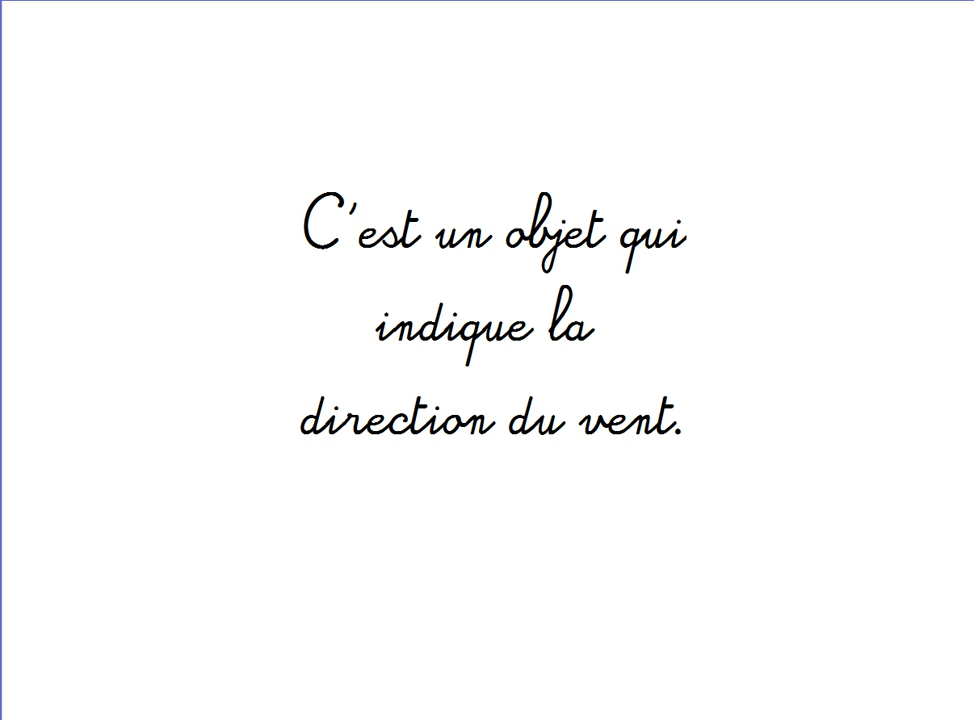 C'est un objet qui
indique la
direction du vent.